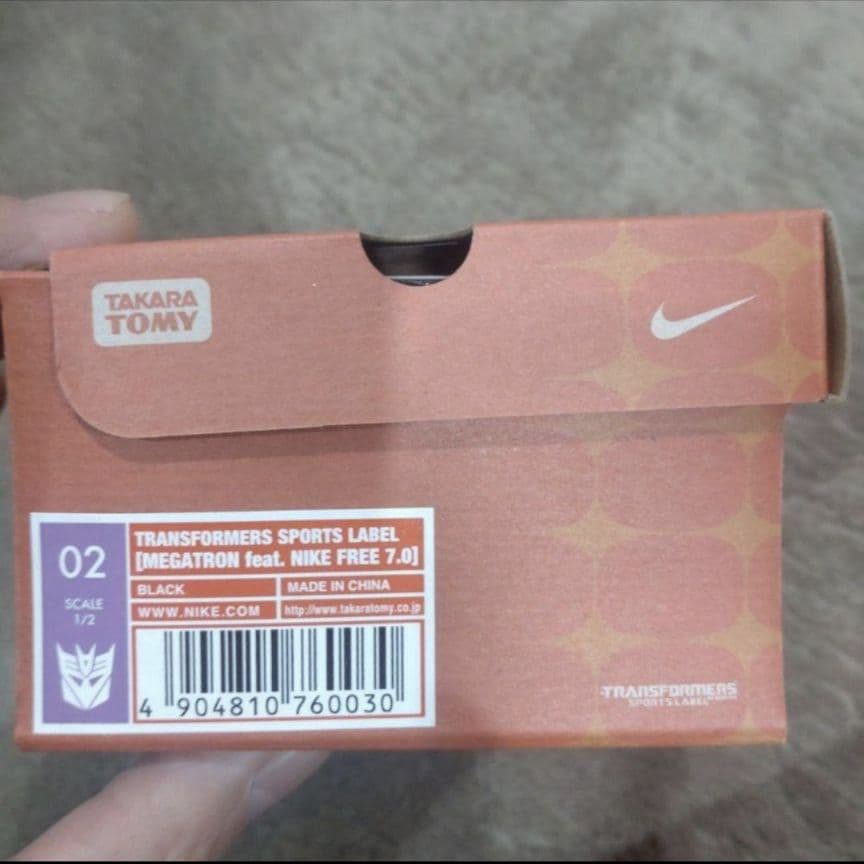 TAKARA
TOMY
02
SCALE
1/2
TRANSFORMERS SPORTS LABEL
[MEGATRON feat. NIKE FREE 7.0]
BLACK
MADE IN CHINA
WWW.NIKE.COM
http://www.takaratomy.co.jp
4 904810 760030
TRANSFORMERS
SPORTS LABEL